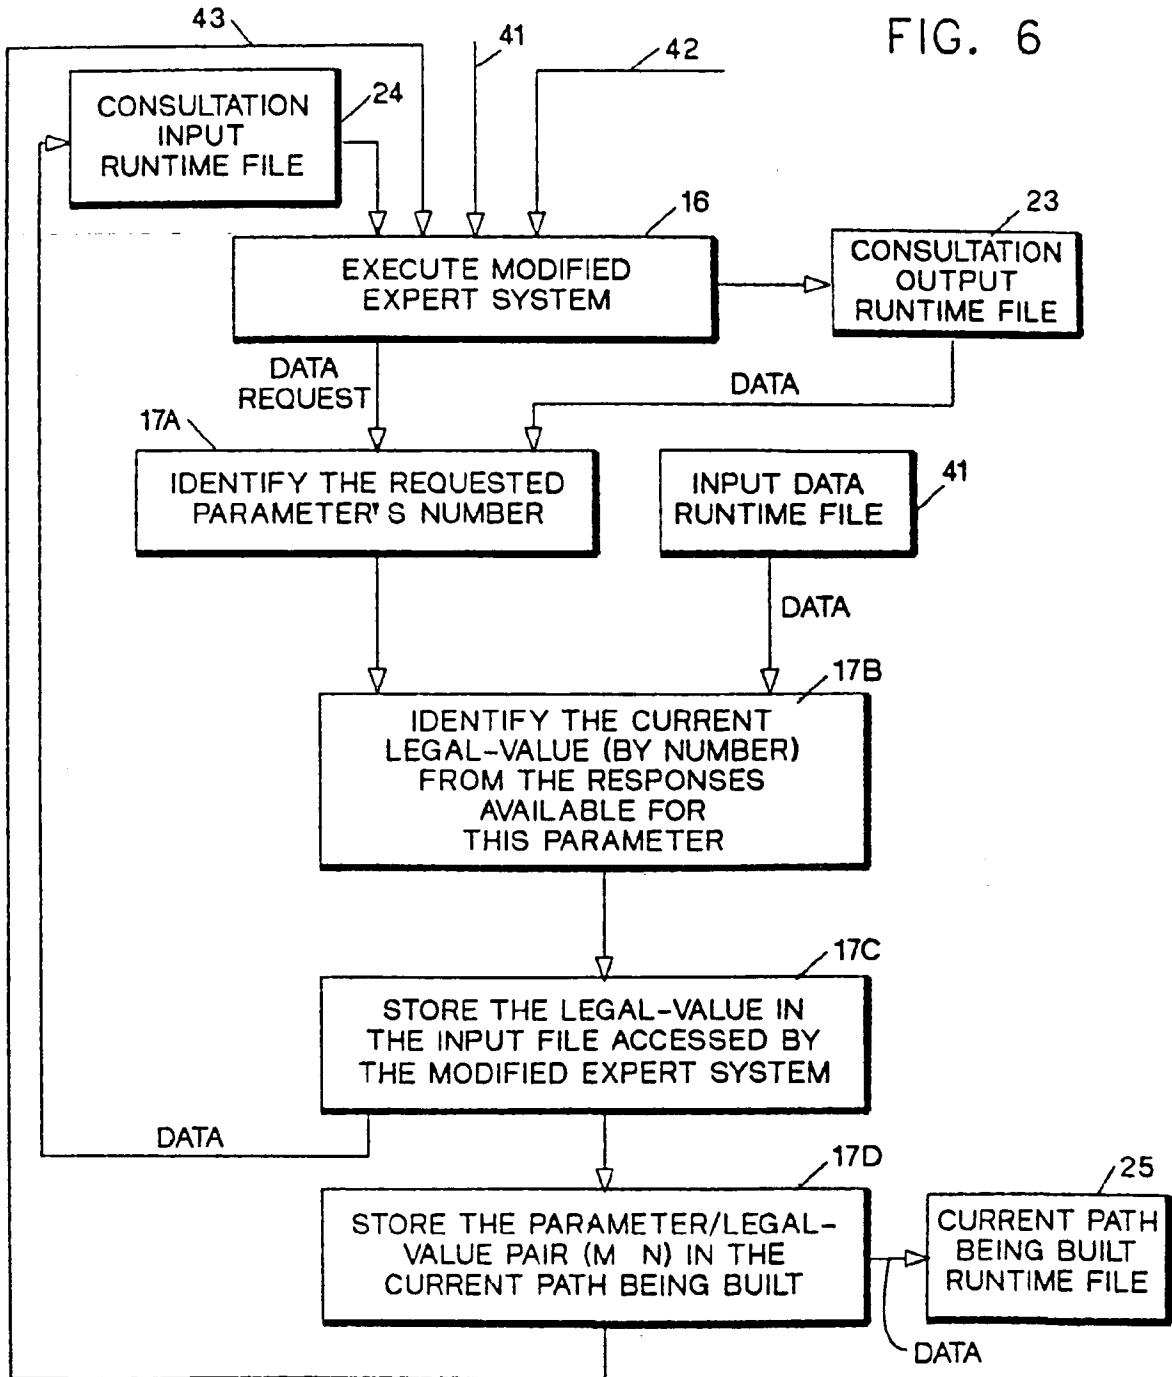 43
41
42
FIG. 6
CONSULTATION
INPUT
RUNTIME FILE
24
16
EXECUTE MODIFIED
EXPERT SYSTEM
23
CONSULTATION
OUTPUT
RUNTIME FILE
DATA
REQUEST
DATA
17A
IDENTIFY THE REQUESTED
PARAMETER'S NUMBER
INPUT DATA
RUNTIME FILE
41
DATA
17B
IDENTIFY THE CURRENT
LEGAL-VALUE (BY NUMBER)
FROM THE RESPONSES
AVAILABLE FOR
THIS PARAMETER
17C
STORE THE LEGAL-VALUE IN
THE INPUT FILE ACCESSED BY
THE MODIFIED EXPERT SYSTEM
DATA
17D
STORE THE PARAMETER/LEGAL-
VALUE PAIR (M N) IN THE
CURRENT PATH BEING BUILT
25
CURRENT PATH
BEING BUILT
RUNTIME FILE
DATA